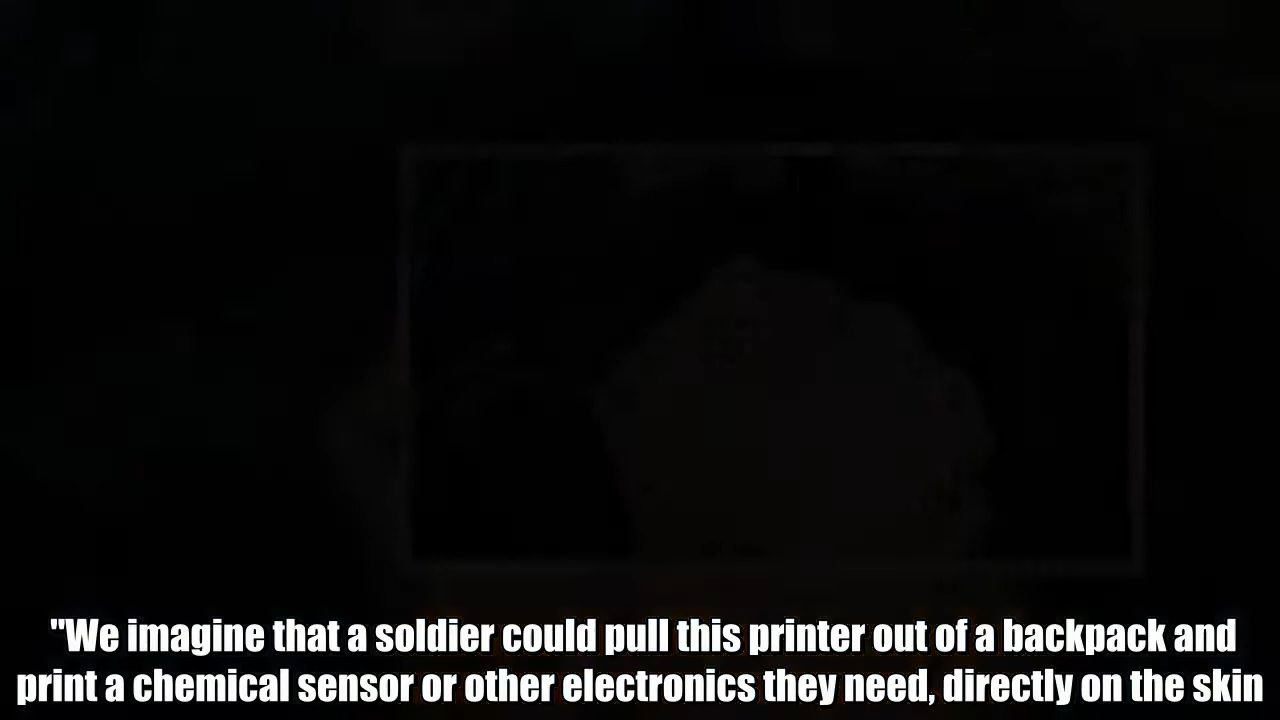 "We imagine that a soldier could pull this printer out of a backpack and
print a chemical sensor or other electronics they need, directly on the skin